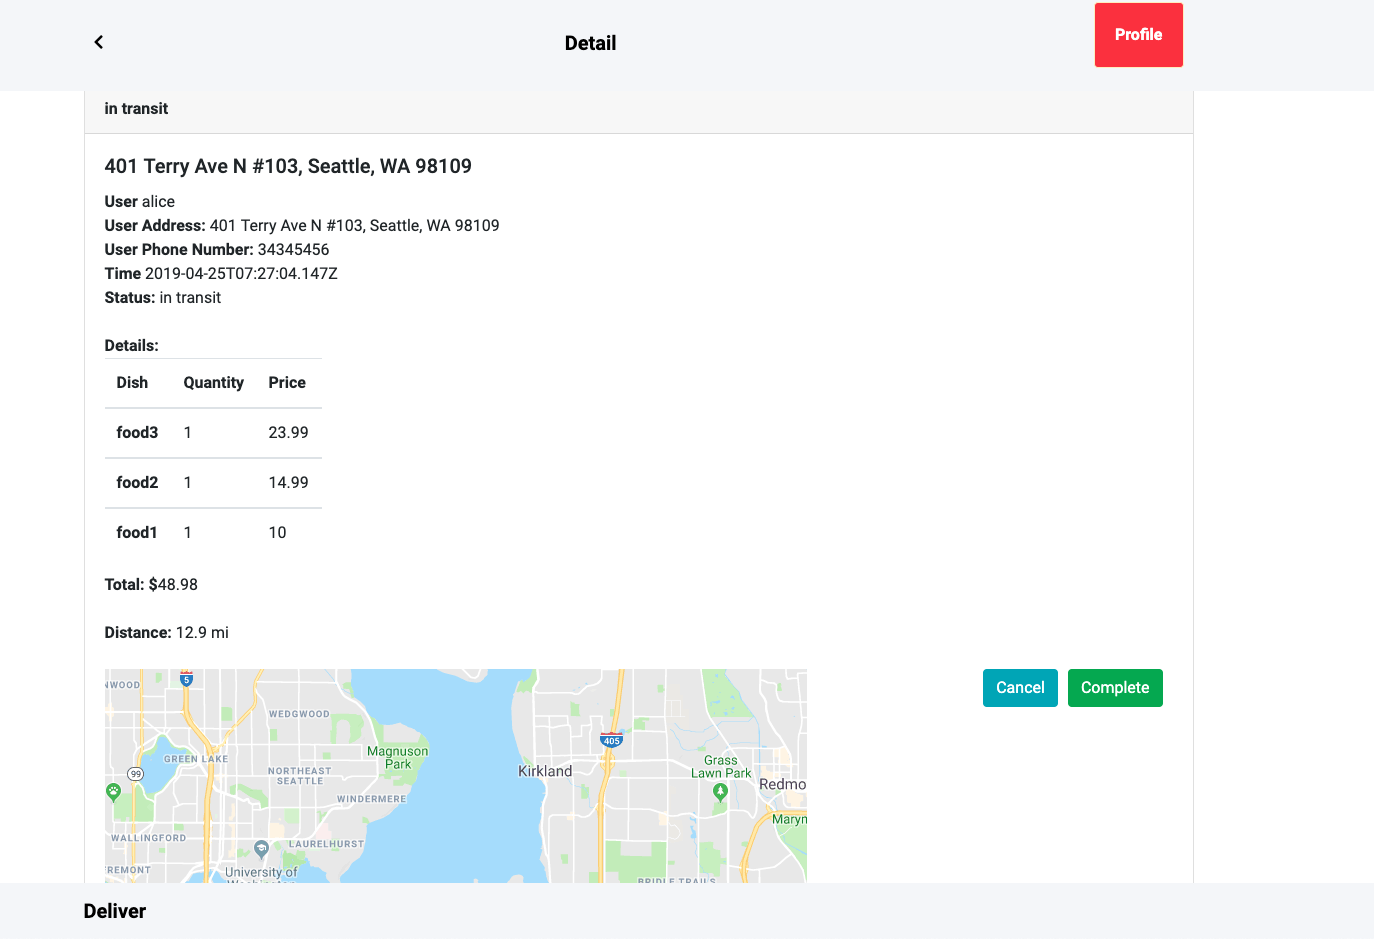 Detail
Profile
in transit
401 Terry Ave N #103, Seattle, WA 98109
User alice
User Address: 401 Terry Ave N #103, Seattle, WA 98109
User Phone Number: 34345456
Time 2019-04-25T07:27:04.147Z
Status: in transit
Details:
Dish Quantity Price
food3 1 23.99
food2 1 14.99
food1 1 10
Total: $48.98
Distance: 12.9 mi
Cancel Complete
NWOOD
5
WEDGWOOD
405
Magnuson
Park
GREEN LAKE
99
NORTHEAST
SEATTLE
Kirkland
Grass
Lawn Park
Redmo
WINDERMERE
Maryn
WALLINGFORD
LAURELHURST
REMONT
University of
Washington
BRIDLE TRAILS
Deliver